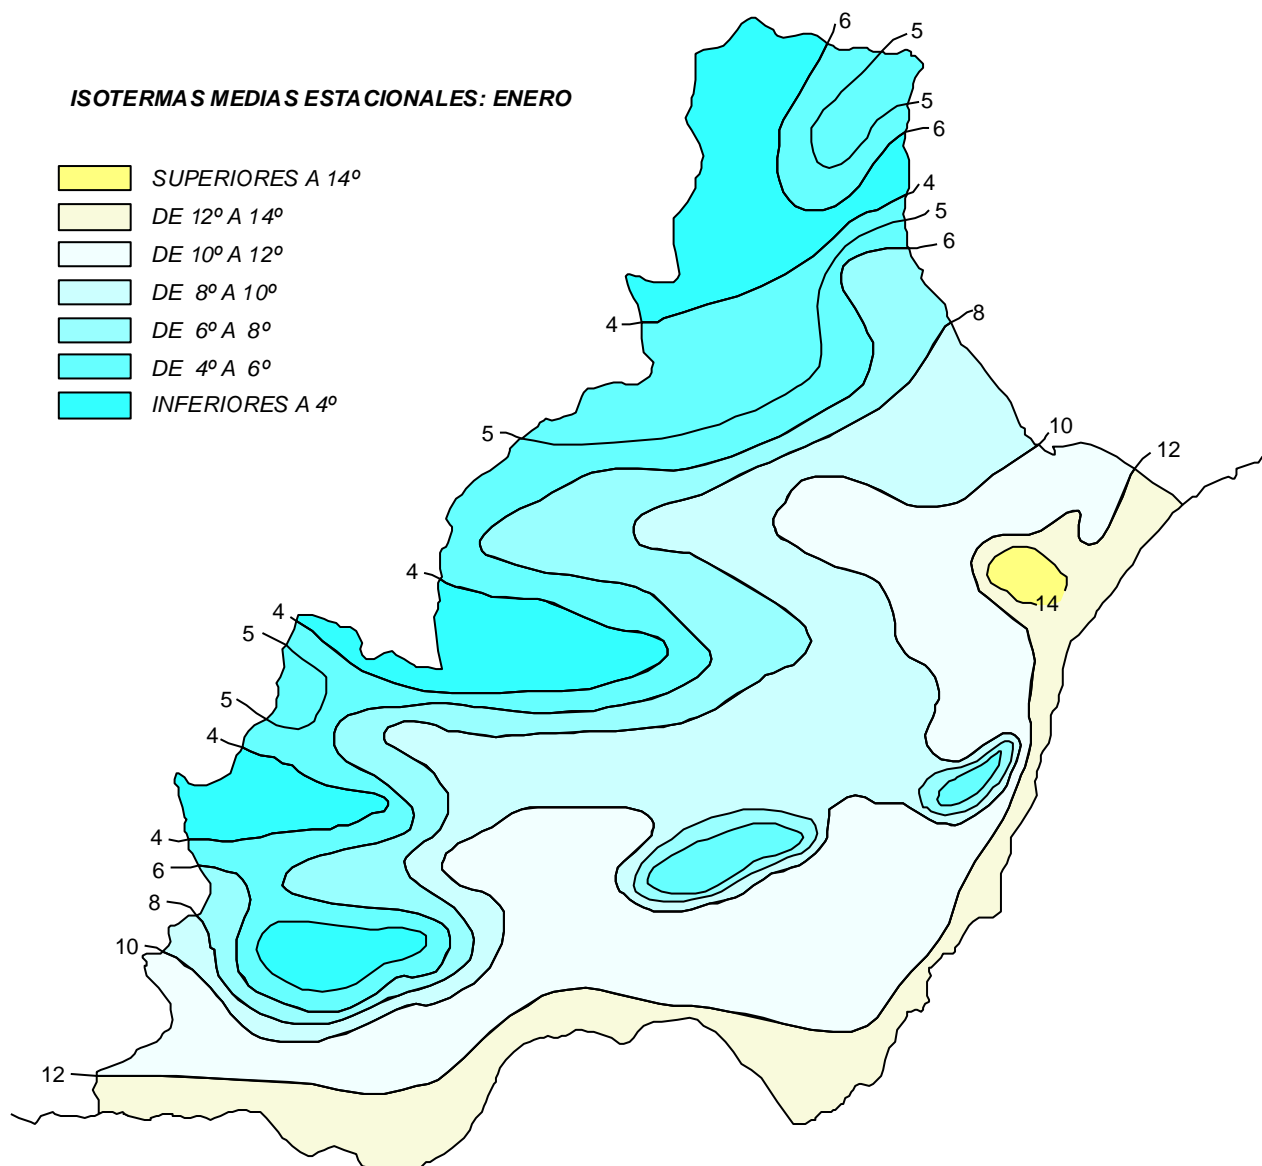 ISOTERMAS MEDIAS ESTACIONALES: ENERO
SUPERIORES A 14º
DE 12º A 14º
DE 10º A 12º
DE 8º A 10º
DE 6º A 8º
DE 4º A 6º
INFERIORES A 4º
6
5
5
6
4
5
6
8
4
5
10
12
4
14
4
5
5
4
4
6
8
10
12